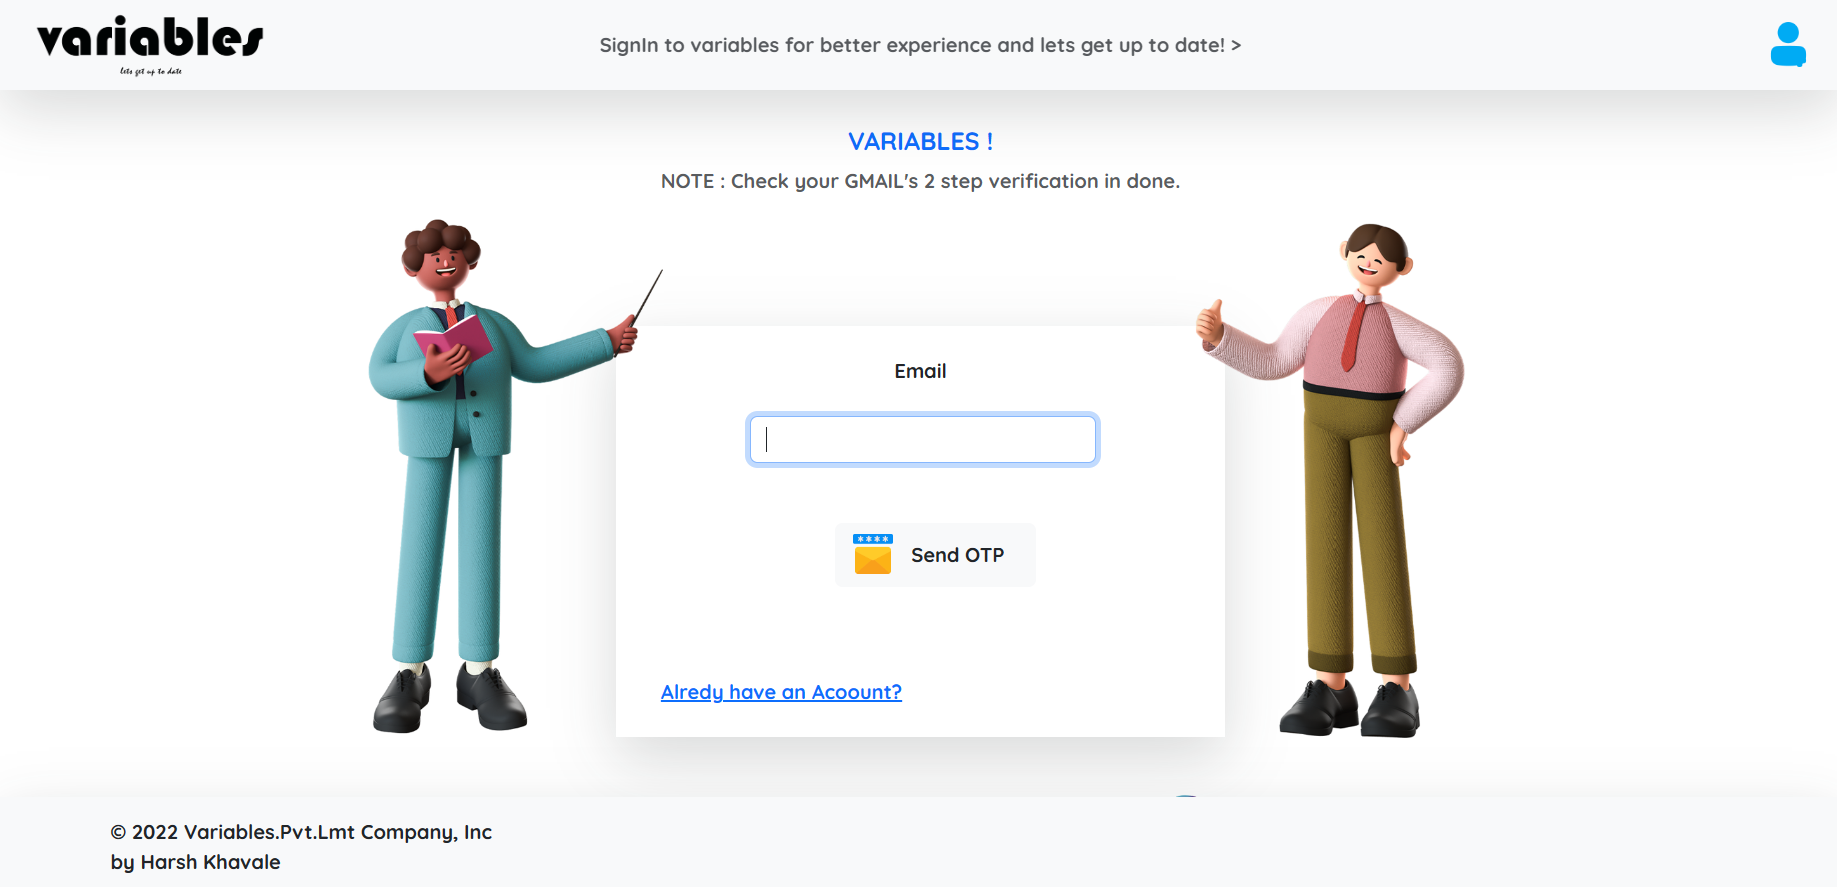 variables
lets get up to date
SignIn to variables for better experience and lets get up to date! >
VARIABLES !
NOTE : Check your GMAIL's 2 step verification in done.
Email
****
Send OTP
Alredy have an Acoount?
© 2022 Variables.Pvt.Lmt Company, Inc
by Harsh Khavale